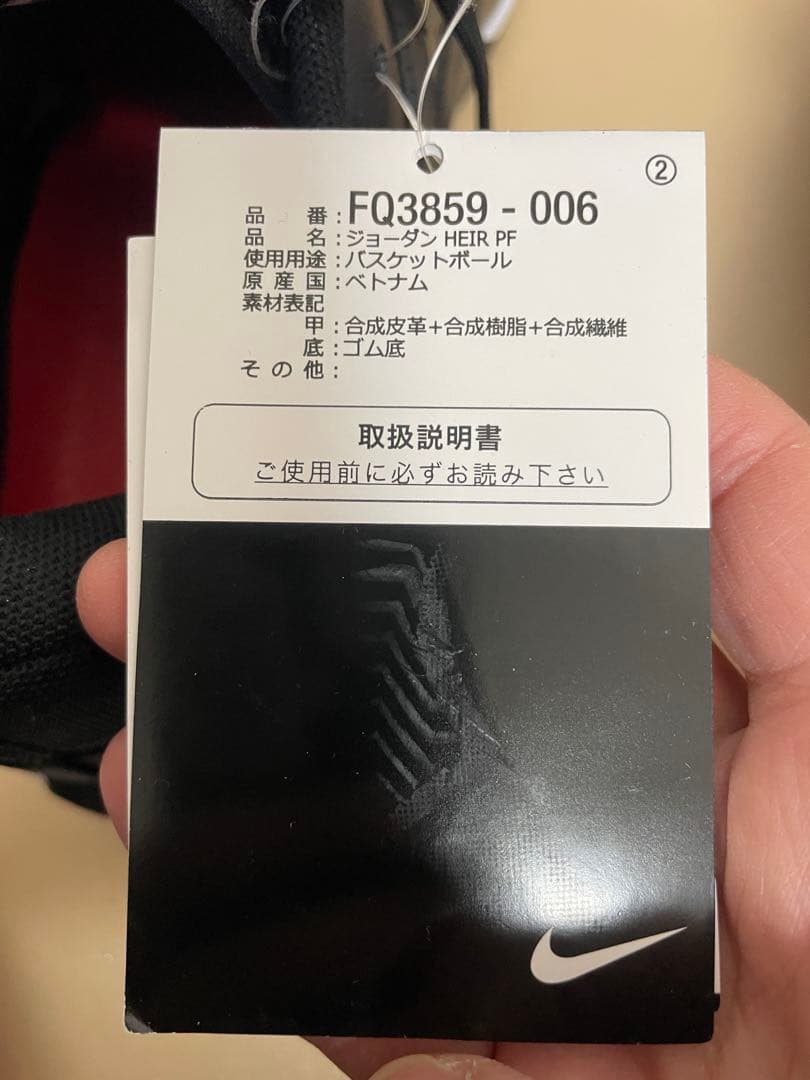 ②
品 番：FQ3859 - 006
品 名：ジョーダン HEIR PF
使用用途：バスケットボール
原 産 国：ベトナム
素材表記
甲：合成皮革+合成樹脂+合成繊維
底：ゴム底
そ の 他：
取扱説明書
ご使用前に必ずお読み下さい